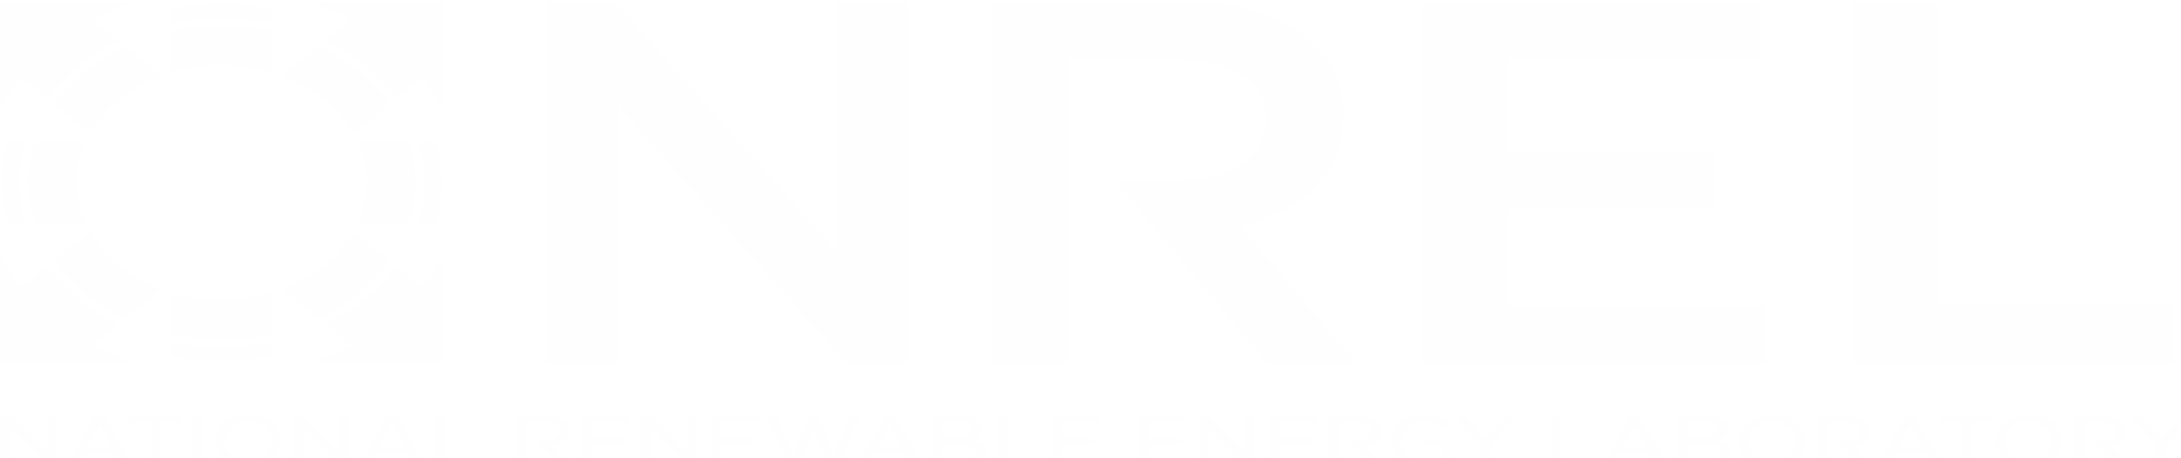 NREL
NATIONAL RENEWABLE ENERGY LABORATORY